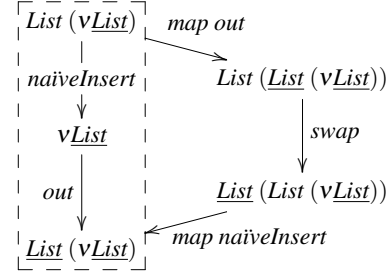 List (νList)
map out
naïveInsert
List (List (νList))
νList
swap
out
List (List (νList))
List (νList)
map naïveInsert